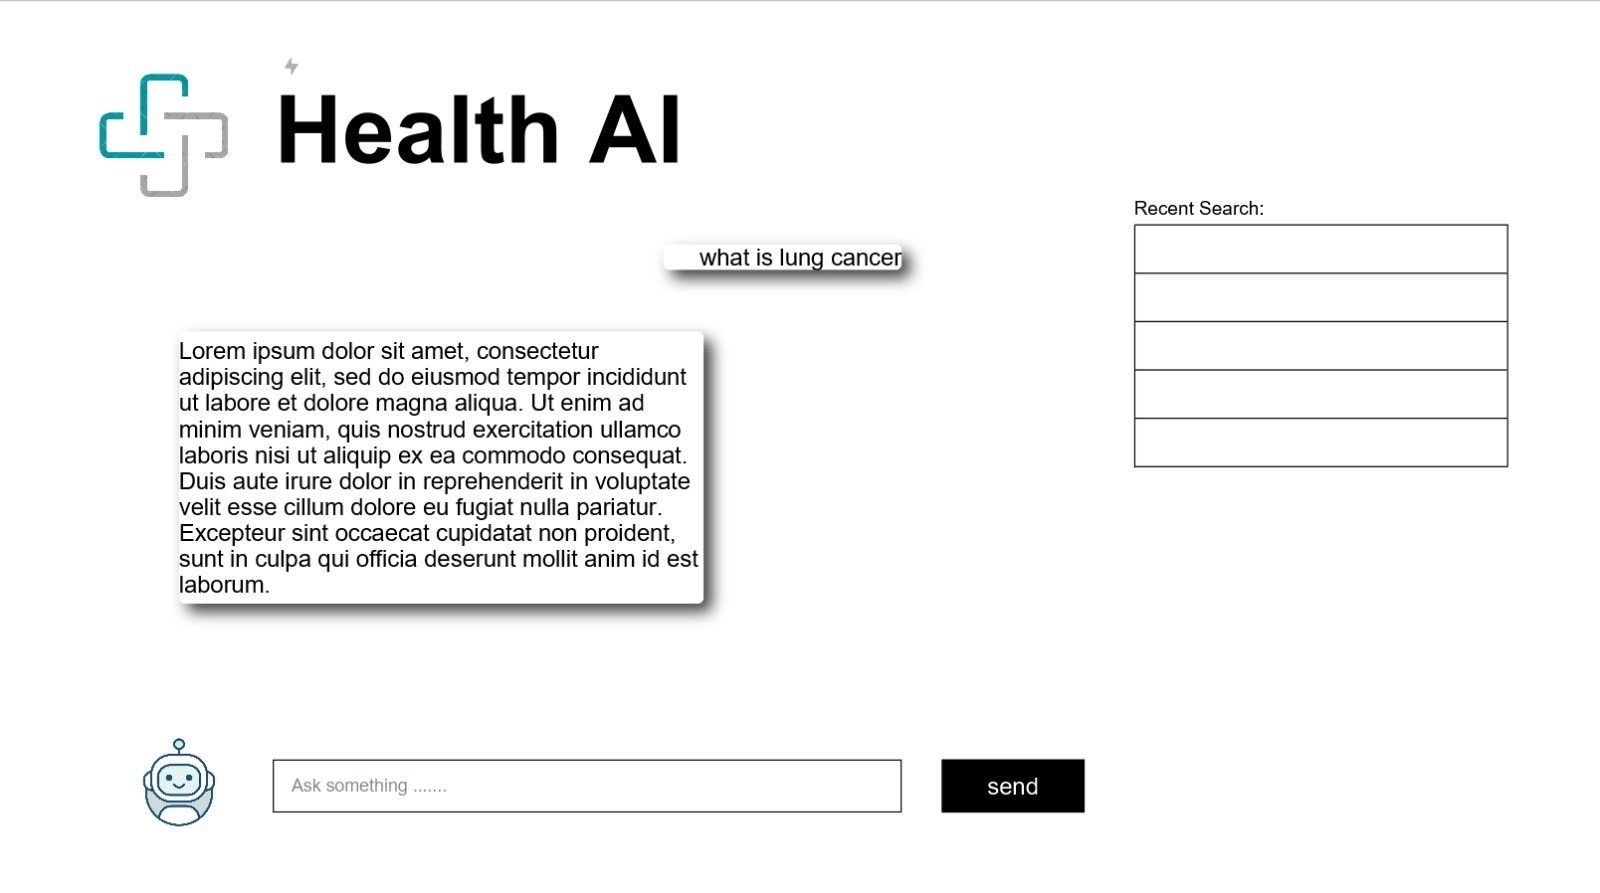 Health AI
Recent Search:
what is lung cancer
Lorem ipsum dolor sit amet, consectetur
adipiscing elit, sed do eiusmod tempor incididunt
ut labore et dolore magna aliqua. Ut enim ad
minim veniam, quis nostrud exercitation ullamco
laboris nisi ut aliquip ex ea commodo consequat.
Duis aute irure dolor in reprehenderit in voluptate
velit esse cillum dolore eu fugiat nulla pariatur.
Excepteur sint occaecat cupidatat non proident,
sunt in culpa qui officia deserunt mollit anim id est
laborum.
Ask something .......
send